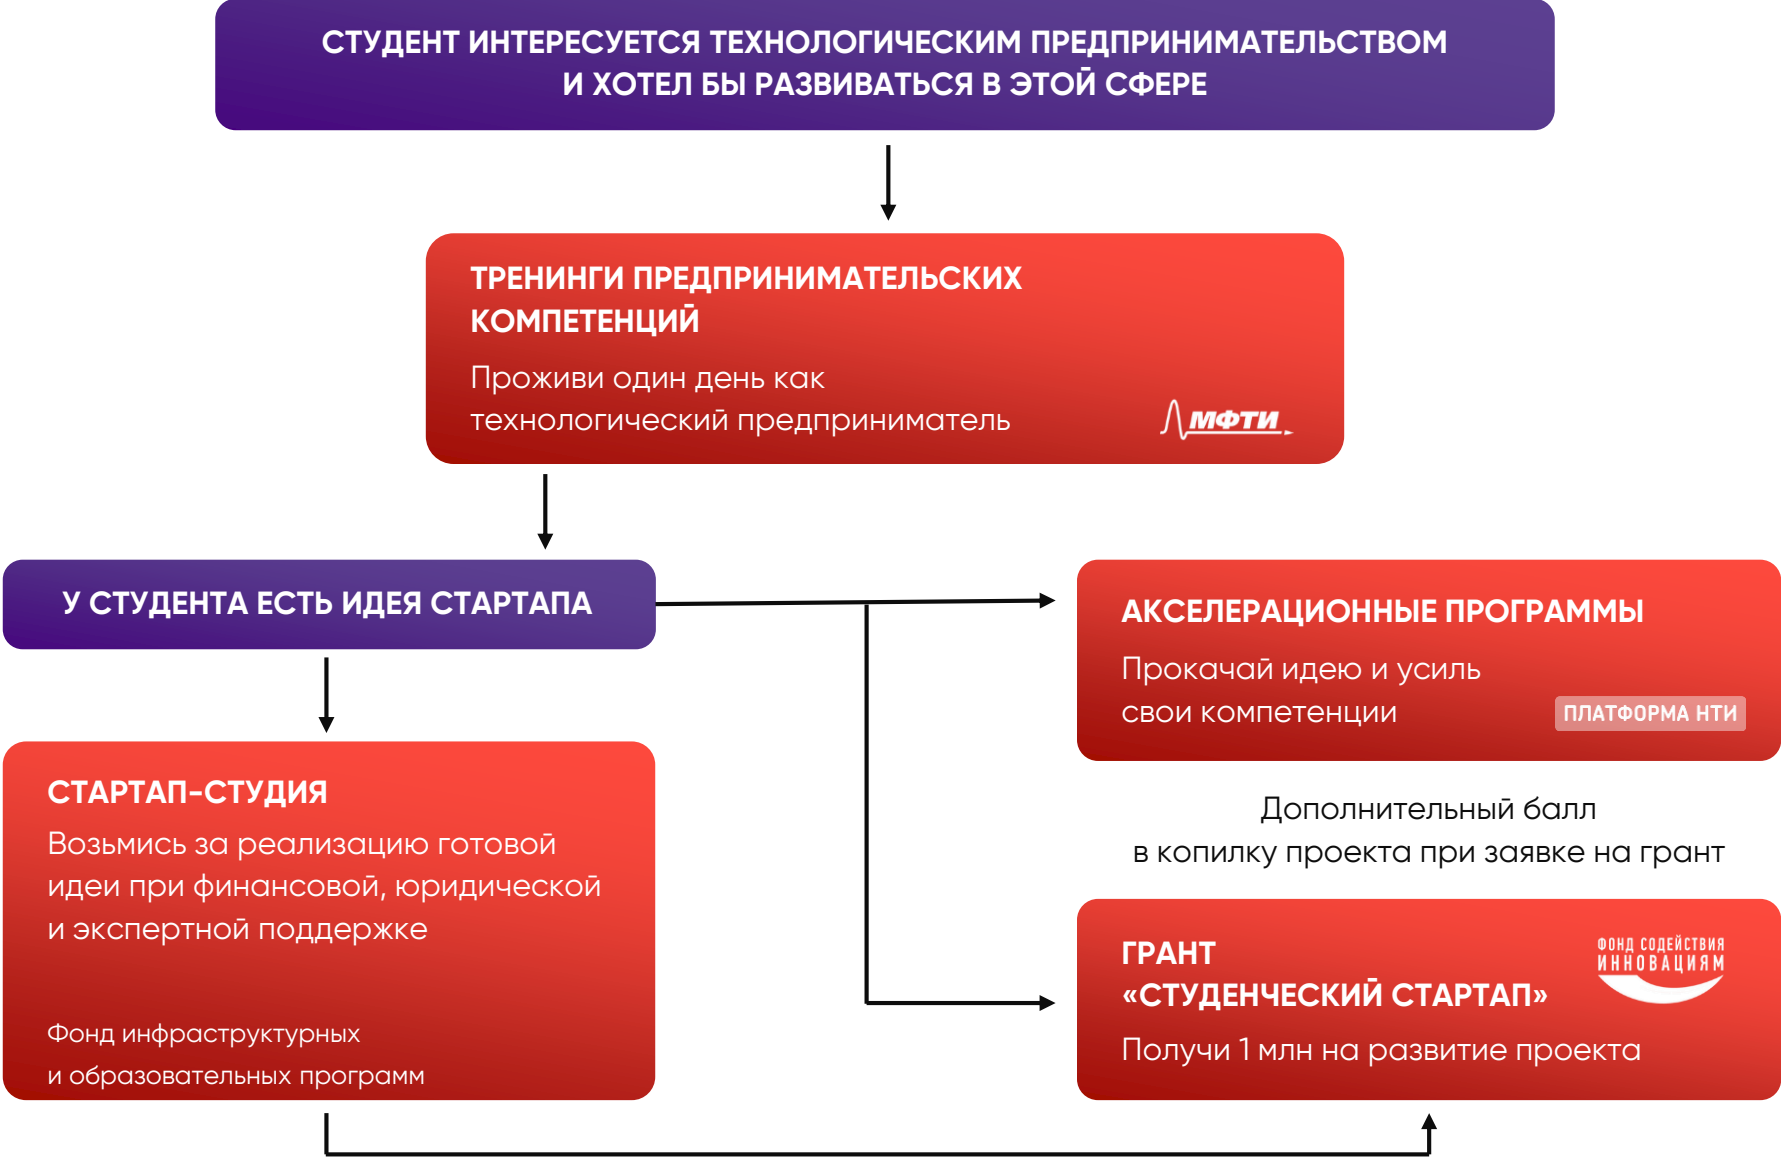 СТУДЕНТ ИНТЕРЕСУЕТСЯ ТЕХНОЛОГИЧЕСКИМ ПРЕДПРИНИМАТЕЛЬСТВОМ
И ХОТЕЛ БЫ РАЗВИВАТЬСЯ В ЭТОЙ СФЕРЕ
ТРЕНИНГИ ПРЕДПРИНИМАТЕЛЬСКИХ
КОМПЕТЕНЦИЙ
Проживи один день как
технологический предприниматель
МФТИ
У СТУДЕНТА ЕСТЬ ИДЕЯ СТАРТАПА
АКСЕЛЕРАЦИОННЫЕ ПРОГРАММЫ
Прокачай идею и усиль
свои компетенции
ПЛАТФОРМА НТИ
СТАРТАП-СТУДИЯ
Возьмись за реализацию готовой
идеи при финансовой, юридической
и экспертной поддержке
Фонд инфраструктурных
и образовательных программ
Дополнительный балл
в копилку проекта при заявке на грант
ГРАНТ
«СТУДЕНЧЕСКИЙ СТАРТАП»
Получи 1 млн на развитие проекта
ФОНД СОДЕЙСТВИЯ
ИННОВАЦИЯМ